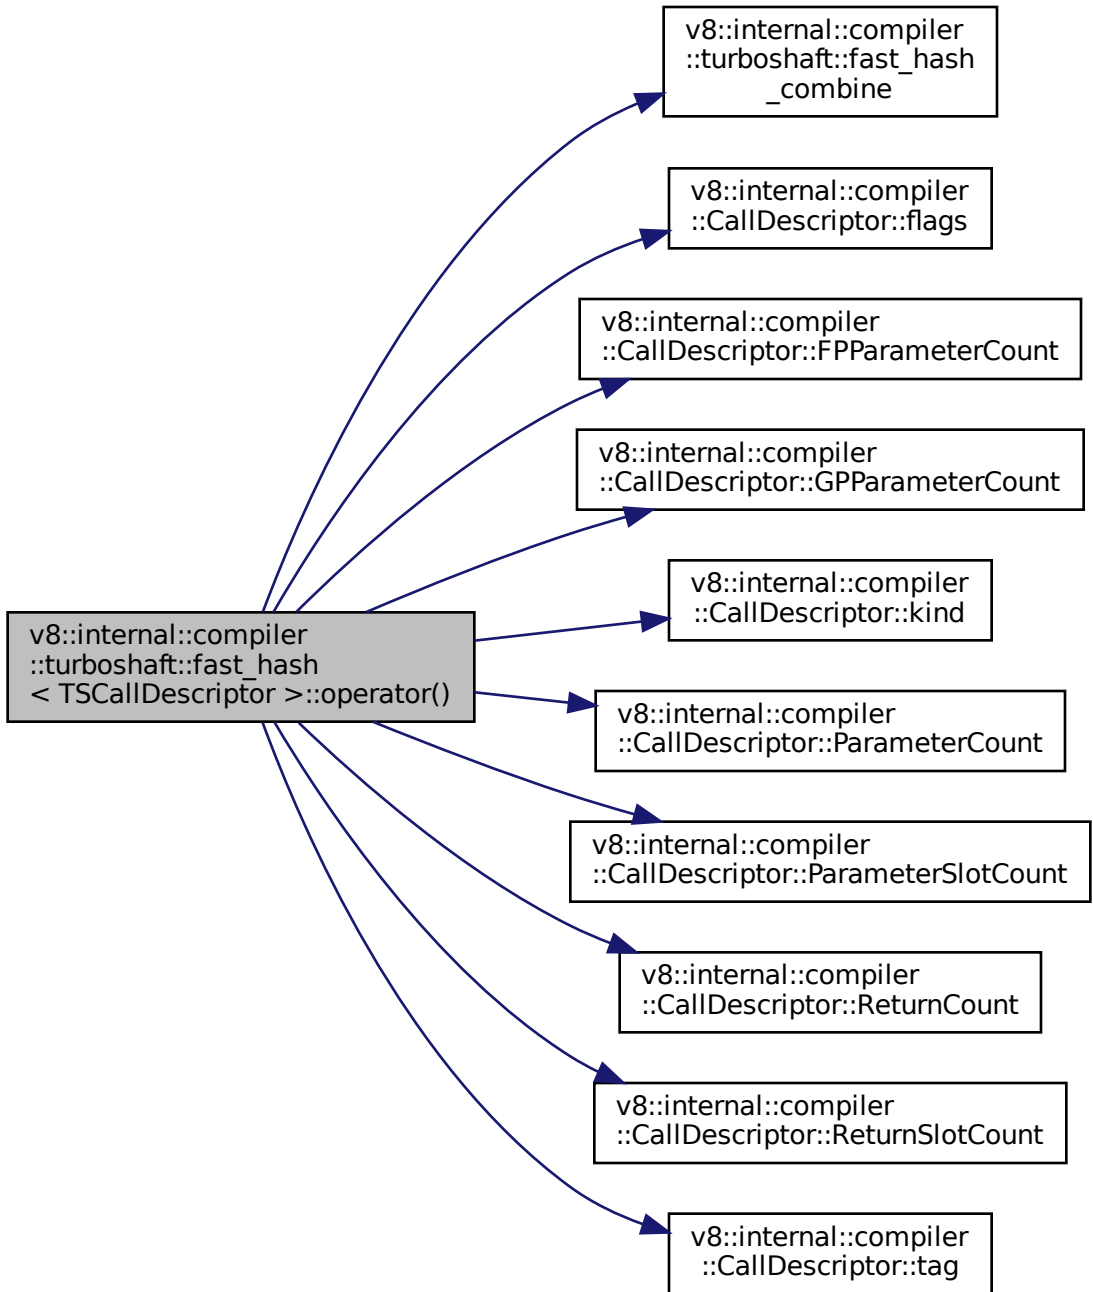 v8::internal::compiler
::turboshaft::fast_hash
_combine
v8::internal::compiler
::CallDescriptor::flags
v8::internal::compiler
::CallDescriptor::FPParameterCount
v8::internal::compiler
::CallDescriptor::GPParameterCount
v8::internal::compiler
::CallDescriptor::kind
v8::internal::compiler
::turboshaft::fast_hash
< TSCallDescriptor >::operator()
v8::internal::compiler
::CallDescriptor::ParameterCount
v8::internal::compiler
::CallDescriptor::ParameterSlotCount
v8::internal::compiler
::CallDescriptor::ReturnCount
v8::internal::compiler
::CallDescriptor::ReturnSlotCount
v8::internal::compiler
::CallDescriptor::tag